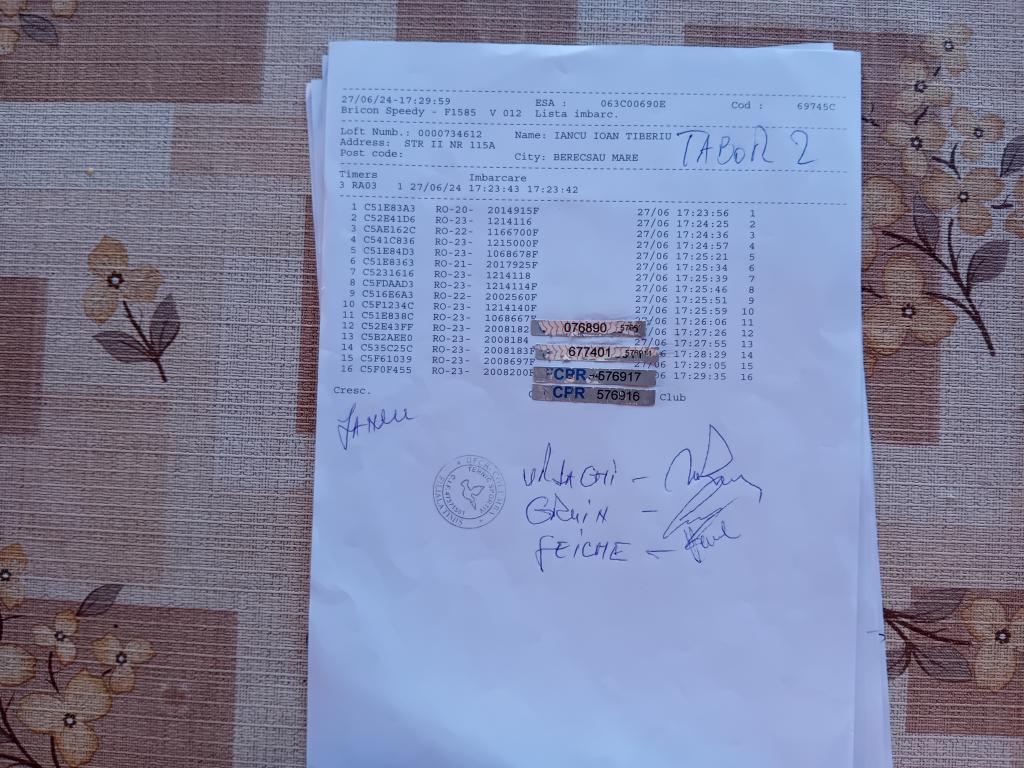 27/06/24-17:29:59 ESA : 063C00690E Cod : 69745C
Bricon Speedy - F1585 V 012 Lista imbarc.
Loft Numb.: 0000734612 Name: IANCU IOAN TIBERIU TABOR 2
Address: STR II NR 115A
Post code: City: BERECSAU MARE
Timers Imbarcare
3 RA03 1 27/06/24 17:23:43 17:23:42
1 C51E83A3 RO-20- 2014915F 27/06 17:23:56 1
2 C52E41D6 RO-23- 1214116 27/06 17:24:25 2
3 C5AE162C RO-22- 1166700F 27/06 17:24:36 3
4 C541C836 RO-23- 1215000F 27/06 17:24:57 4
5 C51E84D3 RO-23- 1068678F 27/06 17:25:21 5
6 C51E8363 RO-21- 2017925F 27/06 17:25:34 6
7 C5231616 RO-23- 1214118 27/06 17:25:39 7
8 C5FDAAD3 RO-23- 1214114F 27/06 17:25:46 8
9 C516E6A3 RO-22- 2002560F 27/06 17:25:51 9
10 C5F1234C RO-23- 1214140F 27/06 17:25:59 10
11 C51E838C RO-23- 1068667F 27/06 17:26:06 11
12 C52E43FF RO-23- 2008182 17:27:26 12
13 C5B2AEE0 RO-23- 2008184 17:27:55 13
14 C535C25C RO-23- 2008183F 17:28:29 14
15 C5F61039 RO-23- 2008697F 17:29:05 15
16 C5F0F455 RO-23- 2008200F 06 17:29:35 16
076890
677401
CPR 576917
CPR 576916
Cresc. Club
IANCU
TEHNIC SPORTIV
URSACHI -
GRUIN -
FEICHE -